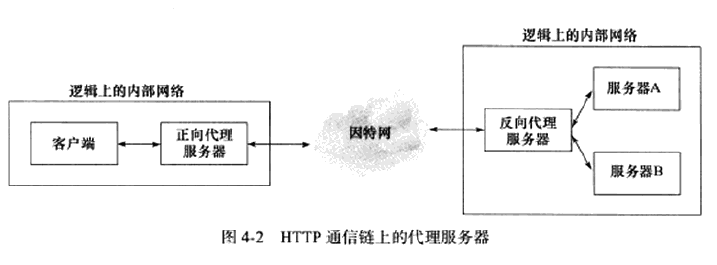 逻辑上的内部网络
客户端
正向代理
服务器
因特网
逻辑上的内部网络
反向代理
服务器
服务器A
服务器B
图 4-2 HTTP 通信链上的代理服务器